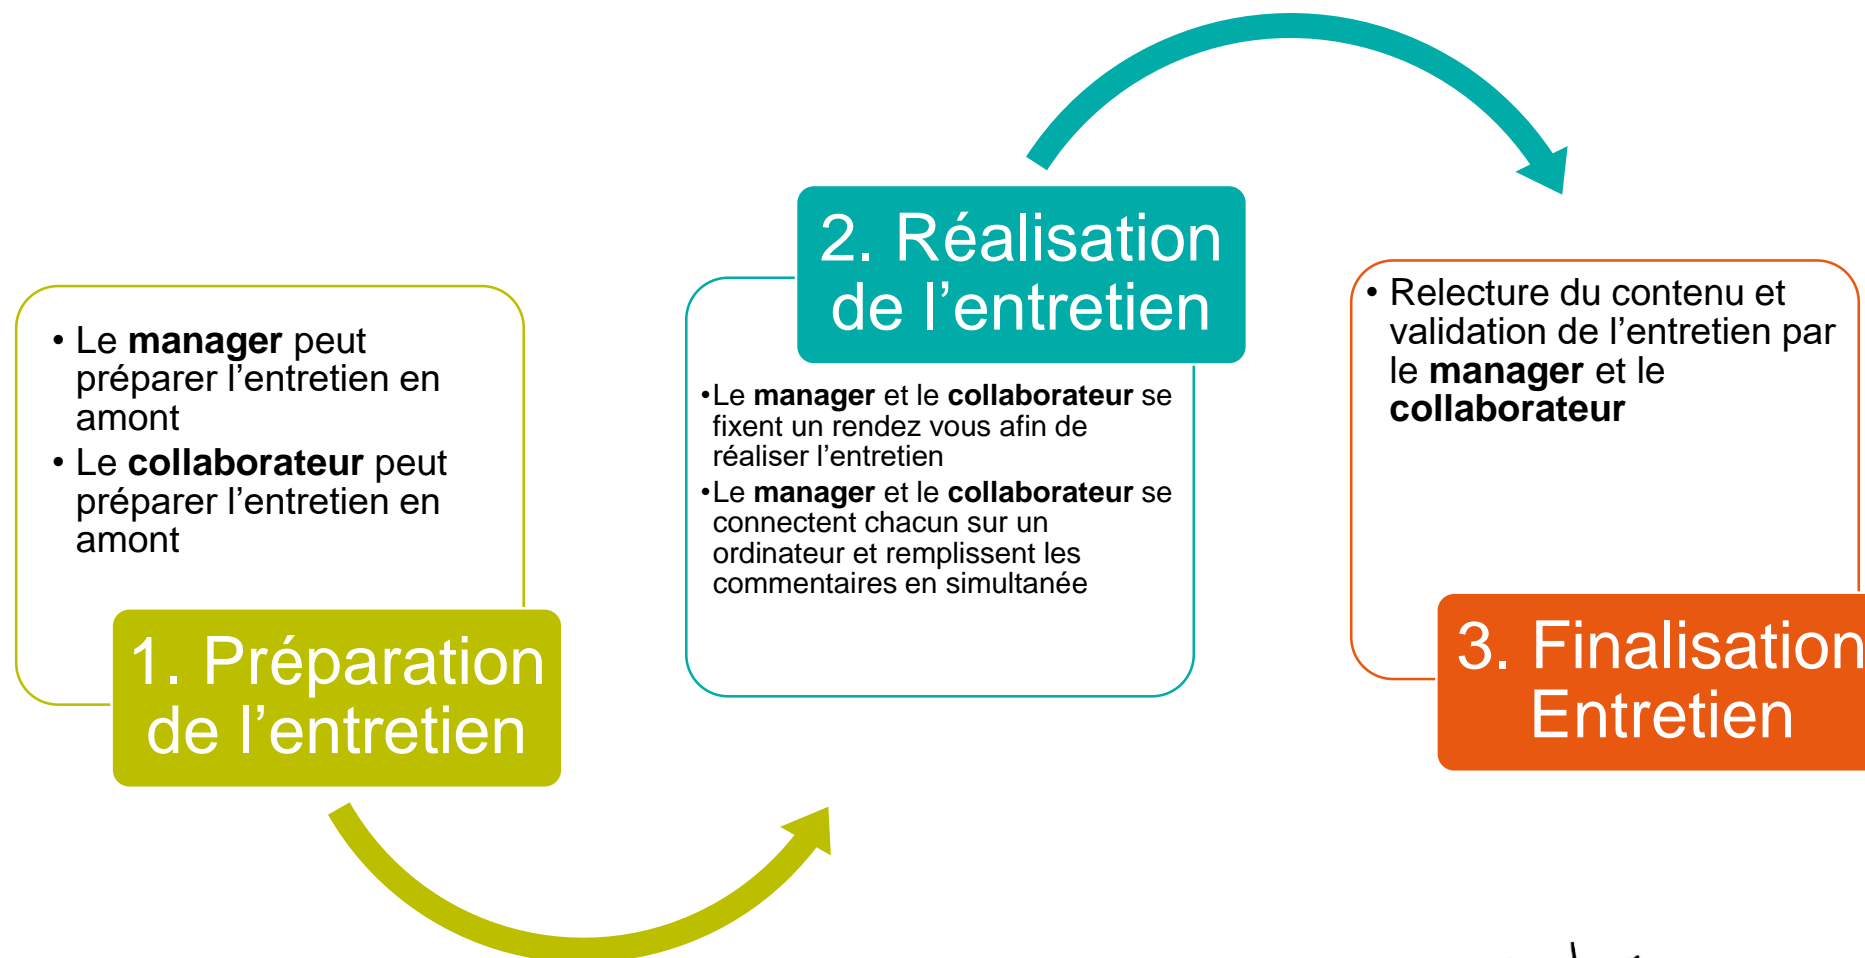 • Le manager peut
préparer l’entretien en
amont
• Le collaborateur peut
préparer l’entretien en
amont
1. Préparation
de l’entretien
2. Réalisation
de l’entretien
•Le manager et le collaborateur se
fixent un rendez vous afin de
réaliser l’entretien
•Le manager et le collaborateur se
connectent chacun sur un
ordinateur et remplissent les
commentaires en simultanée
• Relecture du contenu et
validation de l’entretien par
le manager et le
collaborateur
3. Finalisation
Entretien